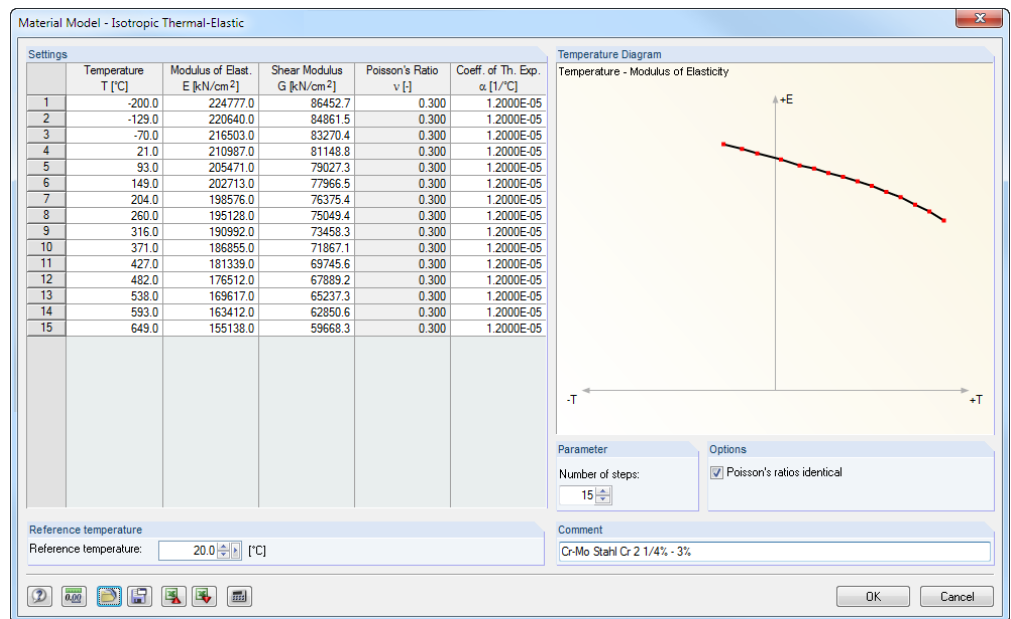 Material Model - Isotropic Thermal-Elastic
Settings
Temperature Modulus of Elast. Shear Modulus Poisson's Ratio Coeff. of Th. Exp.
T [°C] E [kN/cm²] G [kN/cm²] ν [-] α [1/°C]
1 -200.0 224777.0 86452.7 0.300 1.2000E-05
2 -129.0 220640.0 84861.5 0.300 1.2000E-05
3 -70.0 216503.0 83270.4 0.300 1.2000E-05
4 21.0 210987.0 81148.8 0.300 1.2000E-05
5 93.0 205471.0 79027.3 0.300 1.2000E-05
6 149.0 202713.0 77966.5 0.300 1.2000E-05
7 204.0 198576.0 76375.4 0.300 1.2000E-05
8 260.0 195128.0 75049.4 0.300 1.2000E-05
9 316.0 190992.0 73458.3 0.300 1.2000E-05
10 371.0 186855.0 71867.1 0.300 1.2000E-05
11 427.0 181339.0 69745.6 0.300 1.2000E-05
12 482.0 176512.0 67889.2 0.300 1.2000E-05
13 538.0 169617.0 65237.3 0.300 1.2000E-05
14 593.0 163412.0 62850.6 0.300 1.2000E-05
15 649.0 155138.0 59668.3 0.300 1.2000E-05
Temperature Diagram
Temperature - Modulus of Elasticity
+E
-T +T
Parameter
Number of steps:
15
Options
Poisson's ratios identical
Reference temperature
Reference temperature: 20.0 [°C]
Comment
Cr-Mo Stahl Cr 2 1/4% - 3%
0.00
OK Cancel